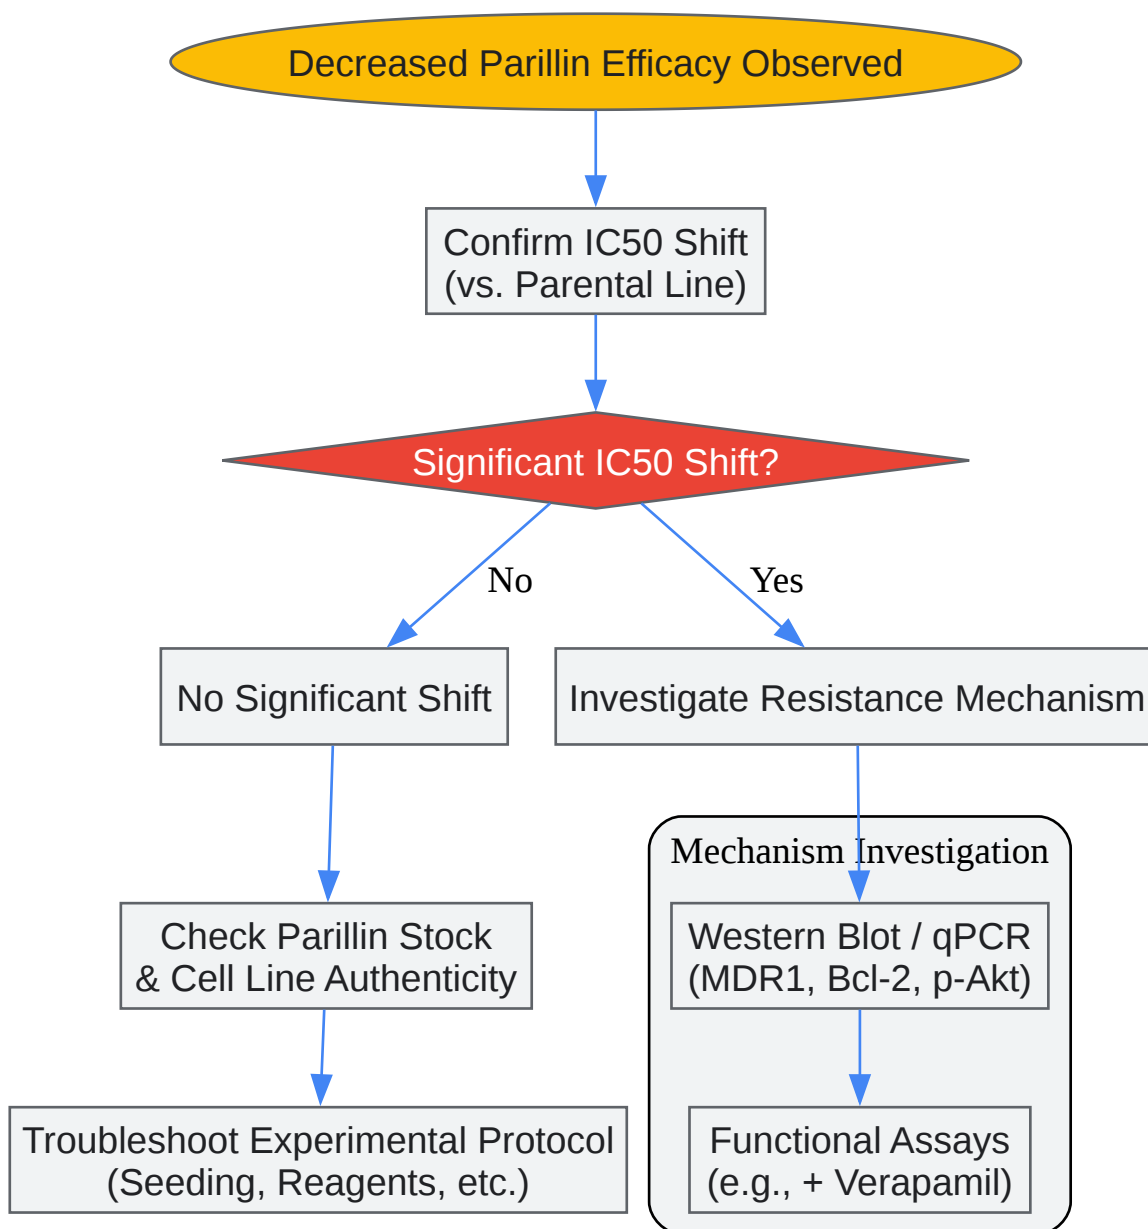 Decreased Parillin Efficacy Observed
Confirm IC50 Shift
(vs. Parental Line)
Significant IC50 Shift?
No
Yes
No Significant Shift
Investigate Resistance Mechanism
Mechanism Investigation
Check Parillin Stock
& Cell Line Authenticity
Western Blot / qPCR
(MDR1, Bcl-2, p-Akt)
Troubleshoot Experimental Protocol
(Seeding, Reagents, etc.)
Functional Assays
(e.g., + Verapamil)